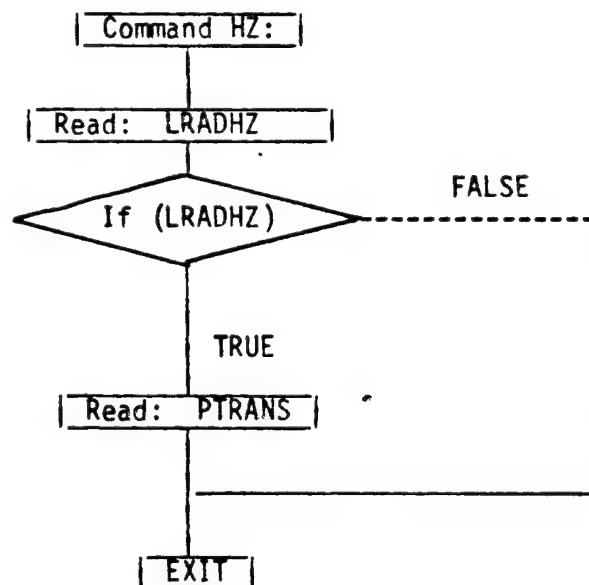 Command HZ:
Read: LRADHZ
If (LRADHZ)
FALSE
TRUE
Read: PTRANS
EXIT